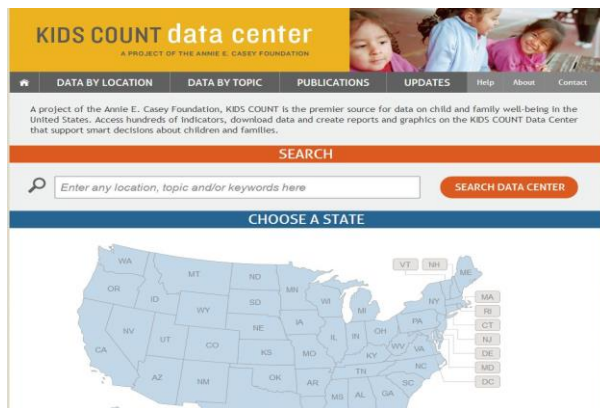 KIDS COUNT data center
A PROJECT OF THE ANNIE E. CASEY FOUNDATION
DATA BY LOCATION DATA BY TOPIC PUBLICATIONS UPDATES Help About Contact
A project of the Annie E. Casey Foundation, KIDS COUNT is the premier source for data on child and family well-being in the
United States. Access hundreds of indicators, download data and create reports and graphics on the KIDS COUNT Data Center
that support smart decisions about children and families.
SEARCH
Enter any location, topic and/or keywords here
SEARCH DATA CENTER
CHOOSE A STATE
WA MT ND MN VT NH ME
OR ID WY SD WI MI NY MA
RI
NV UT CO NE IA IL IN OH PA CT
NJ
CA KS MO KY WV VA DE
MD
AZ NM OK AR TN NC DC
MS AL GA SC